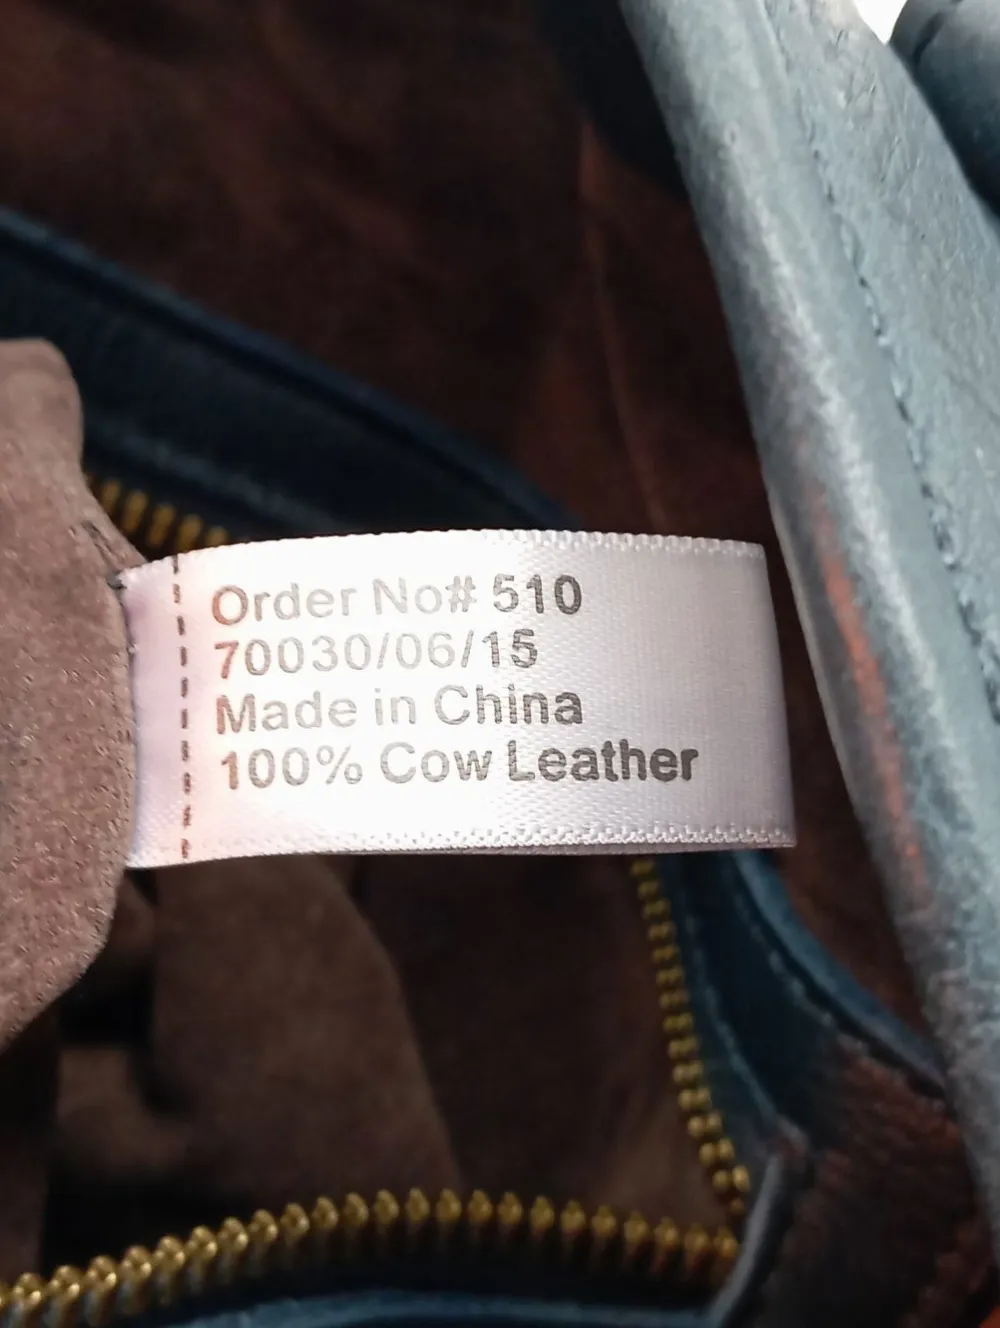 Order No# 510
70030/06/15
Made in China
100% Cow Leather